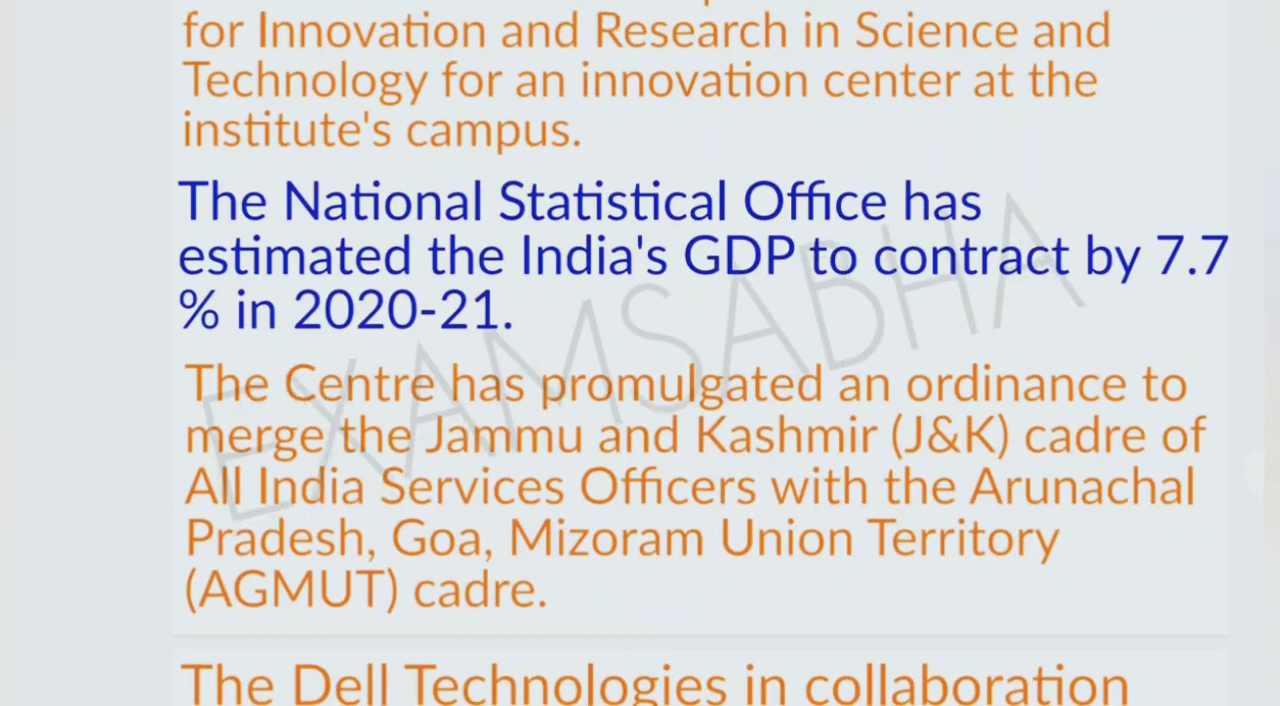 for Innovation and Research in Science and
Technology for an innovation center at the
institute's campus.
The National Statistical Office has
estimated the India's GDP to contract by 7.7
% in 2020-21.
The Centre has promulgated an ordinance to
merge the Jammu and Kashmir (J&K) cadre of
All India Services Officers with the Arunachal
Pradesh, Goa, Mizoram Union Territory
(AGMUT) cadre.
The Dell Technologies in collaboration
EXAMSABHA